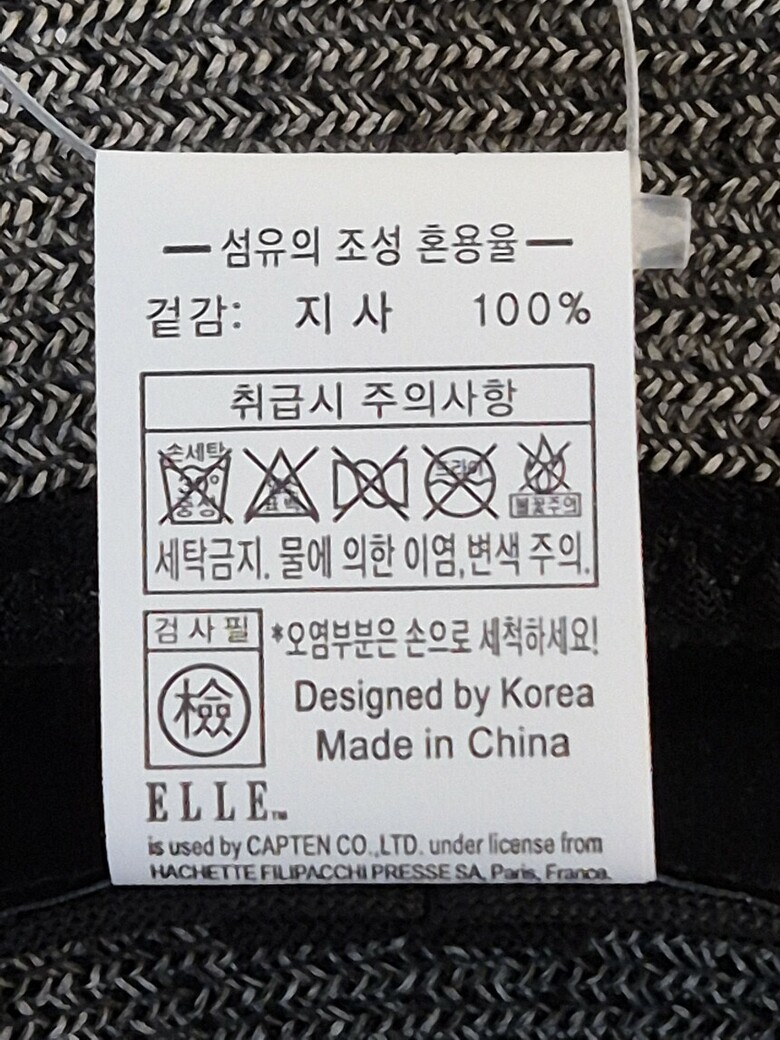 섬유의 조성 혼용율
겉감: 지 사 100%
취급시 주의사항
손세탁
30°
중성
표백
드라이
불꽃주의
세탁금지. 물에 의한 이염,변색 주의.
검 사 필
*오염부분은 손으로 세척하세요!
檢
Designed by Korea
Made in China
ELLE™
is used by CAPTEN CO.,LTD. under license from
HACHETTE FILIPACCHI PRESSE SA, Paris, France.